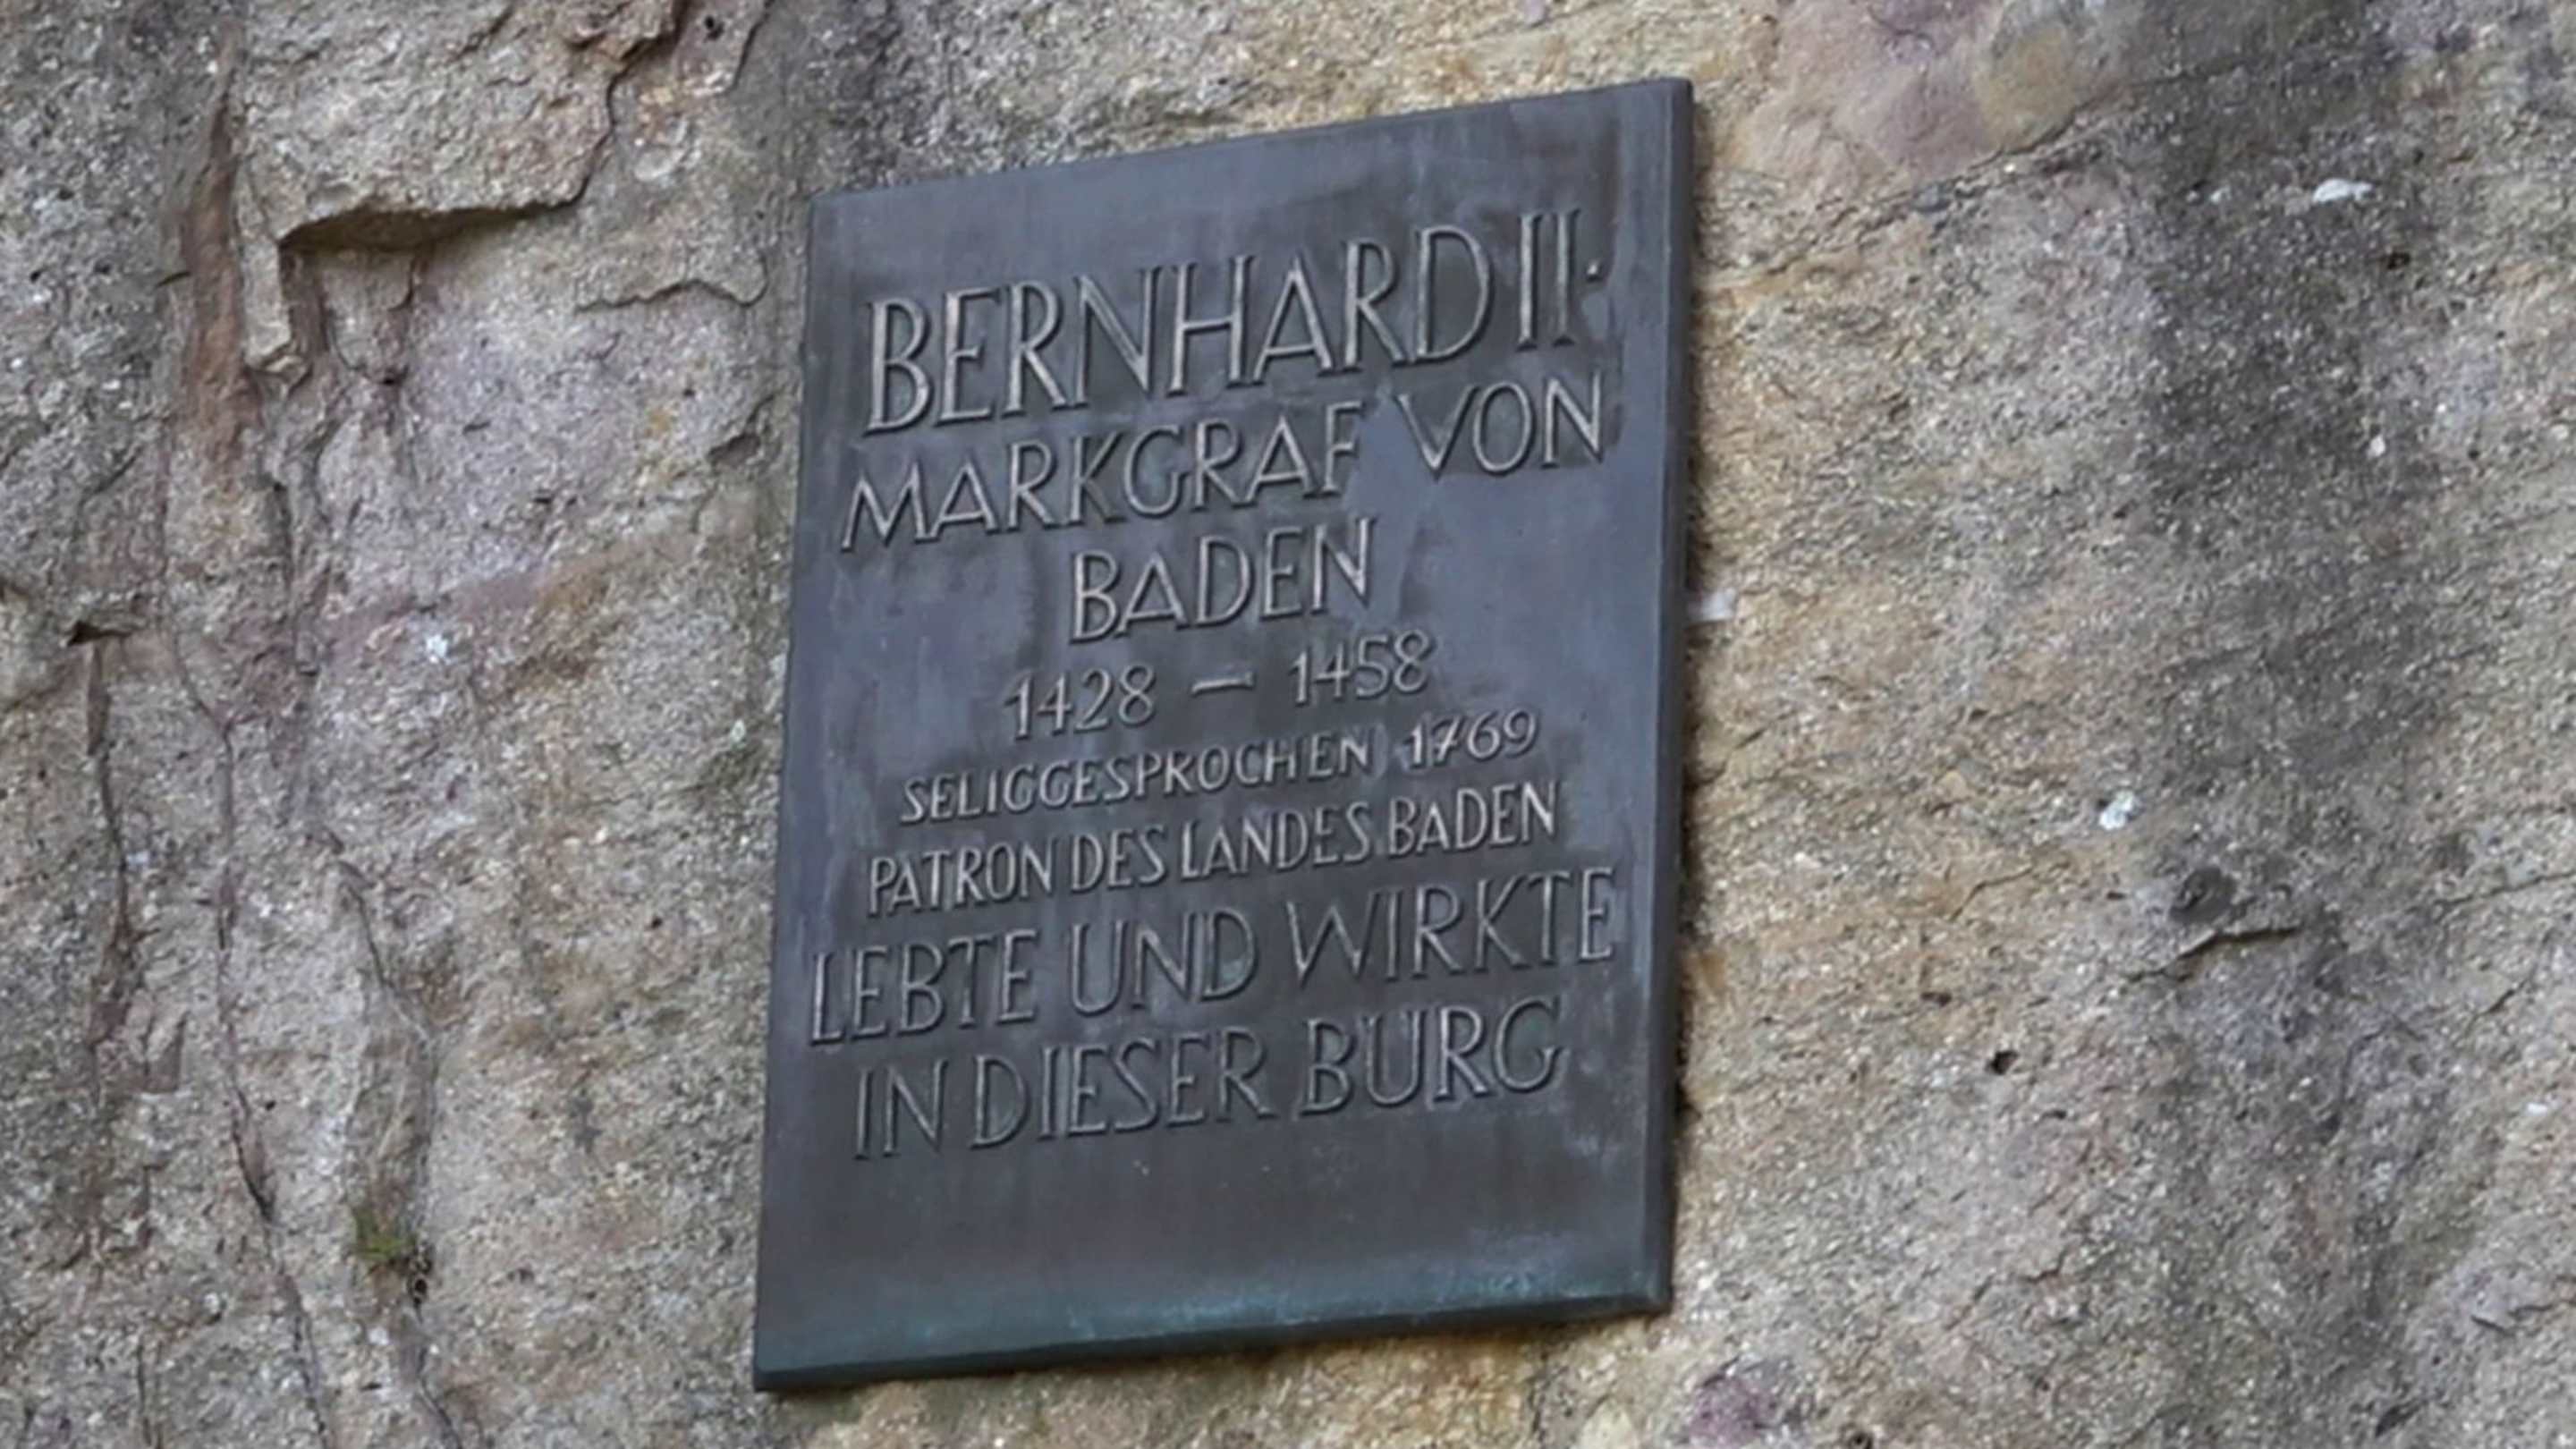 BERNHARD II.
MARKGRAF VON
BADEN
1428 – 1458
SELIGGESPROCHEN 1769
PATRON DES LANDES BADEN
LEBTE UND WIRKTE
IN DIESER BURG